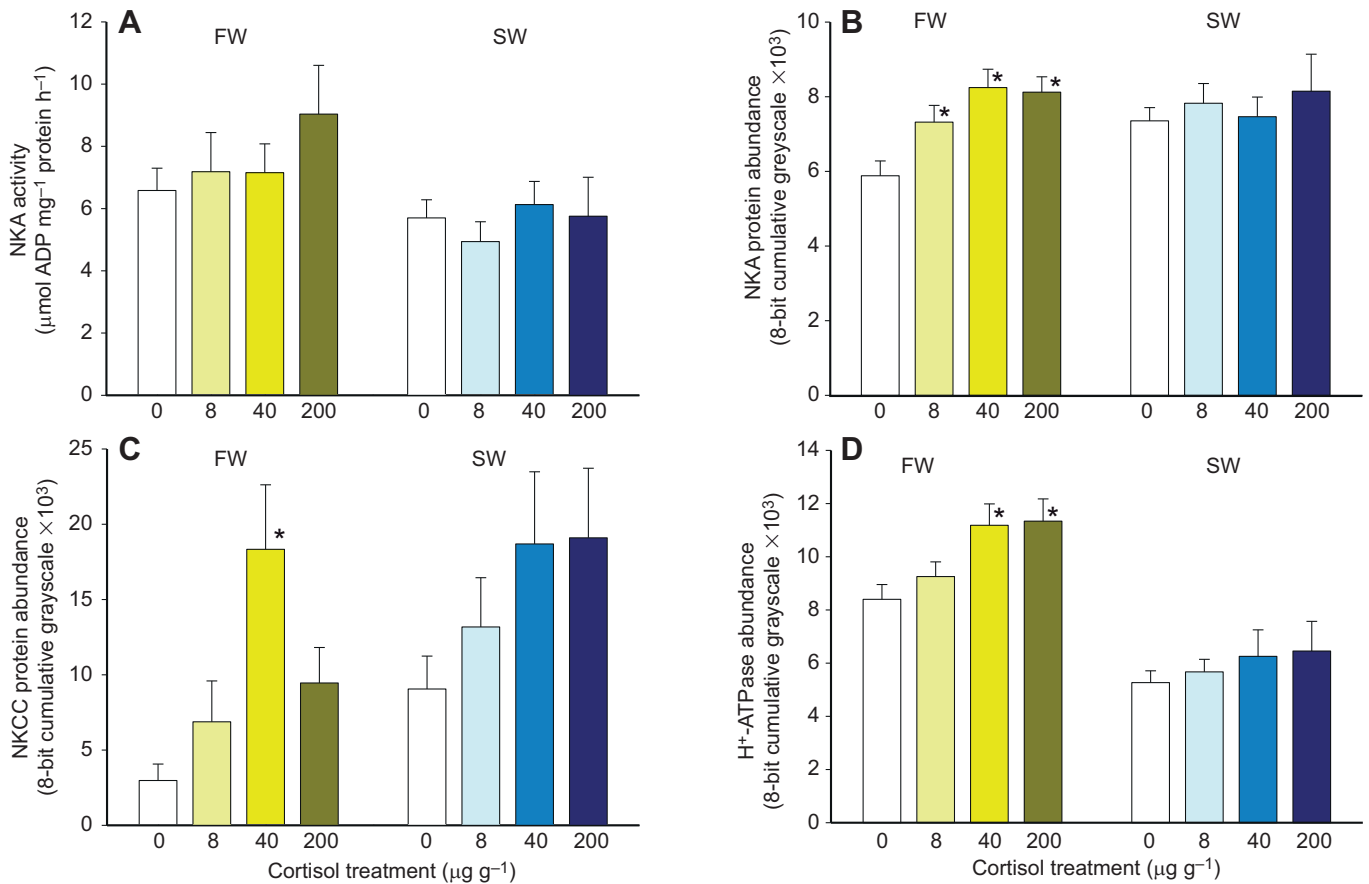 A
FW
SW
NKA activity
(μmol ADP mg–1 protein h–1)
12
10
8
6
4
2
0
0 8 40 200 0 8 40 200
B
FW
SW
NKA protein abundance
(8-bit cumulative greyscale ×103)
10
8
6
4
2
0
* * *
0 8 40 200 0 8 40 200
C
FW
SW
NKCC protein abundance
(8-bit cumulative grayscale ×103)
25
20
15
10
5
0
*
0 8 40 200 0 8 40 200
Cortisol treatment (μg g–1)
D
FW
SW
H+-ATPase abundance
(8-bit cumulative grayscale ×103)
14
12
10
8
6
4
2
0
* *
0 8 40 200 0 8 40 200
Cortisol treatment (μg g–1)